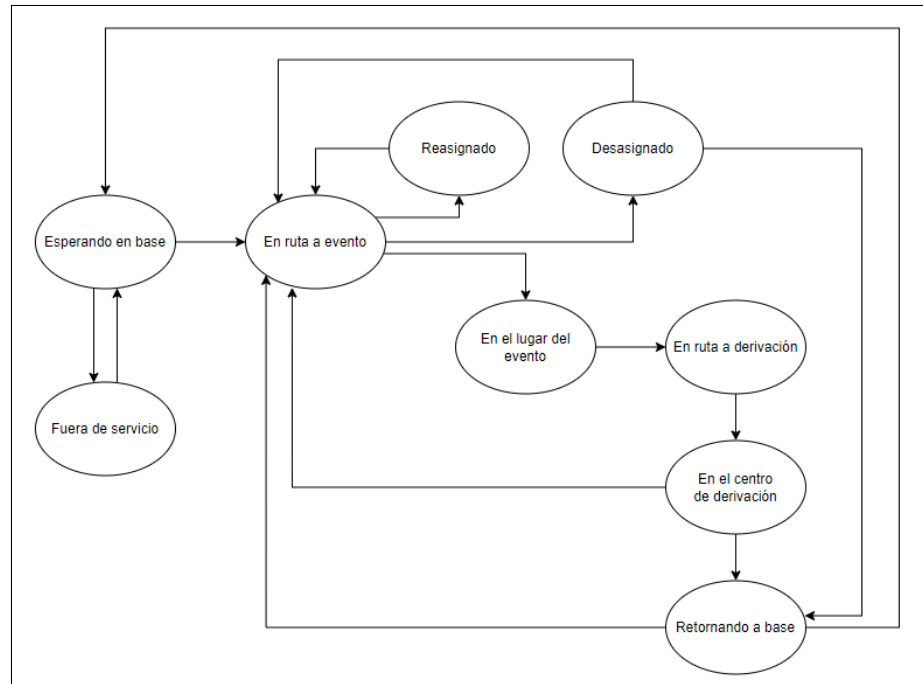 Reasignado
Desasignado
Esperando en base
En ruta a evento
En el lugar del
evento
En ruta a derivación
Fuera de servicio
En el centro
de derivación
Retornando a base